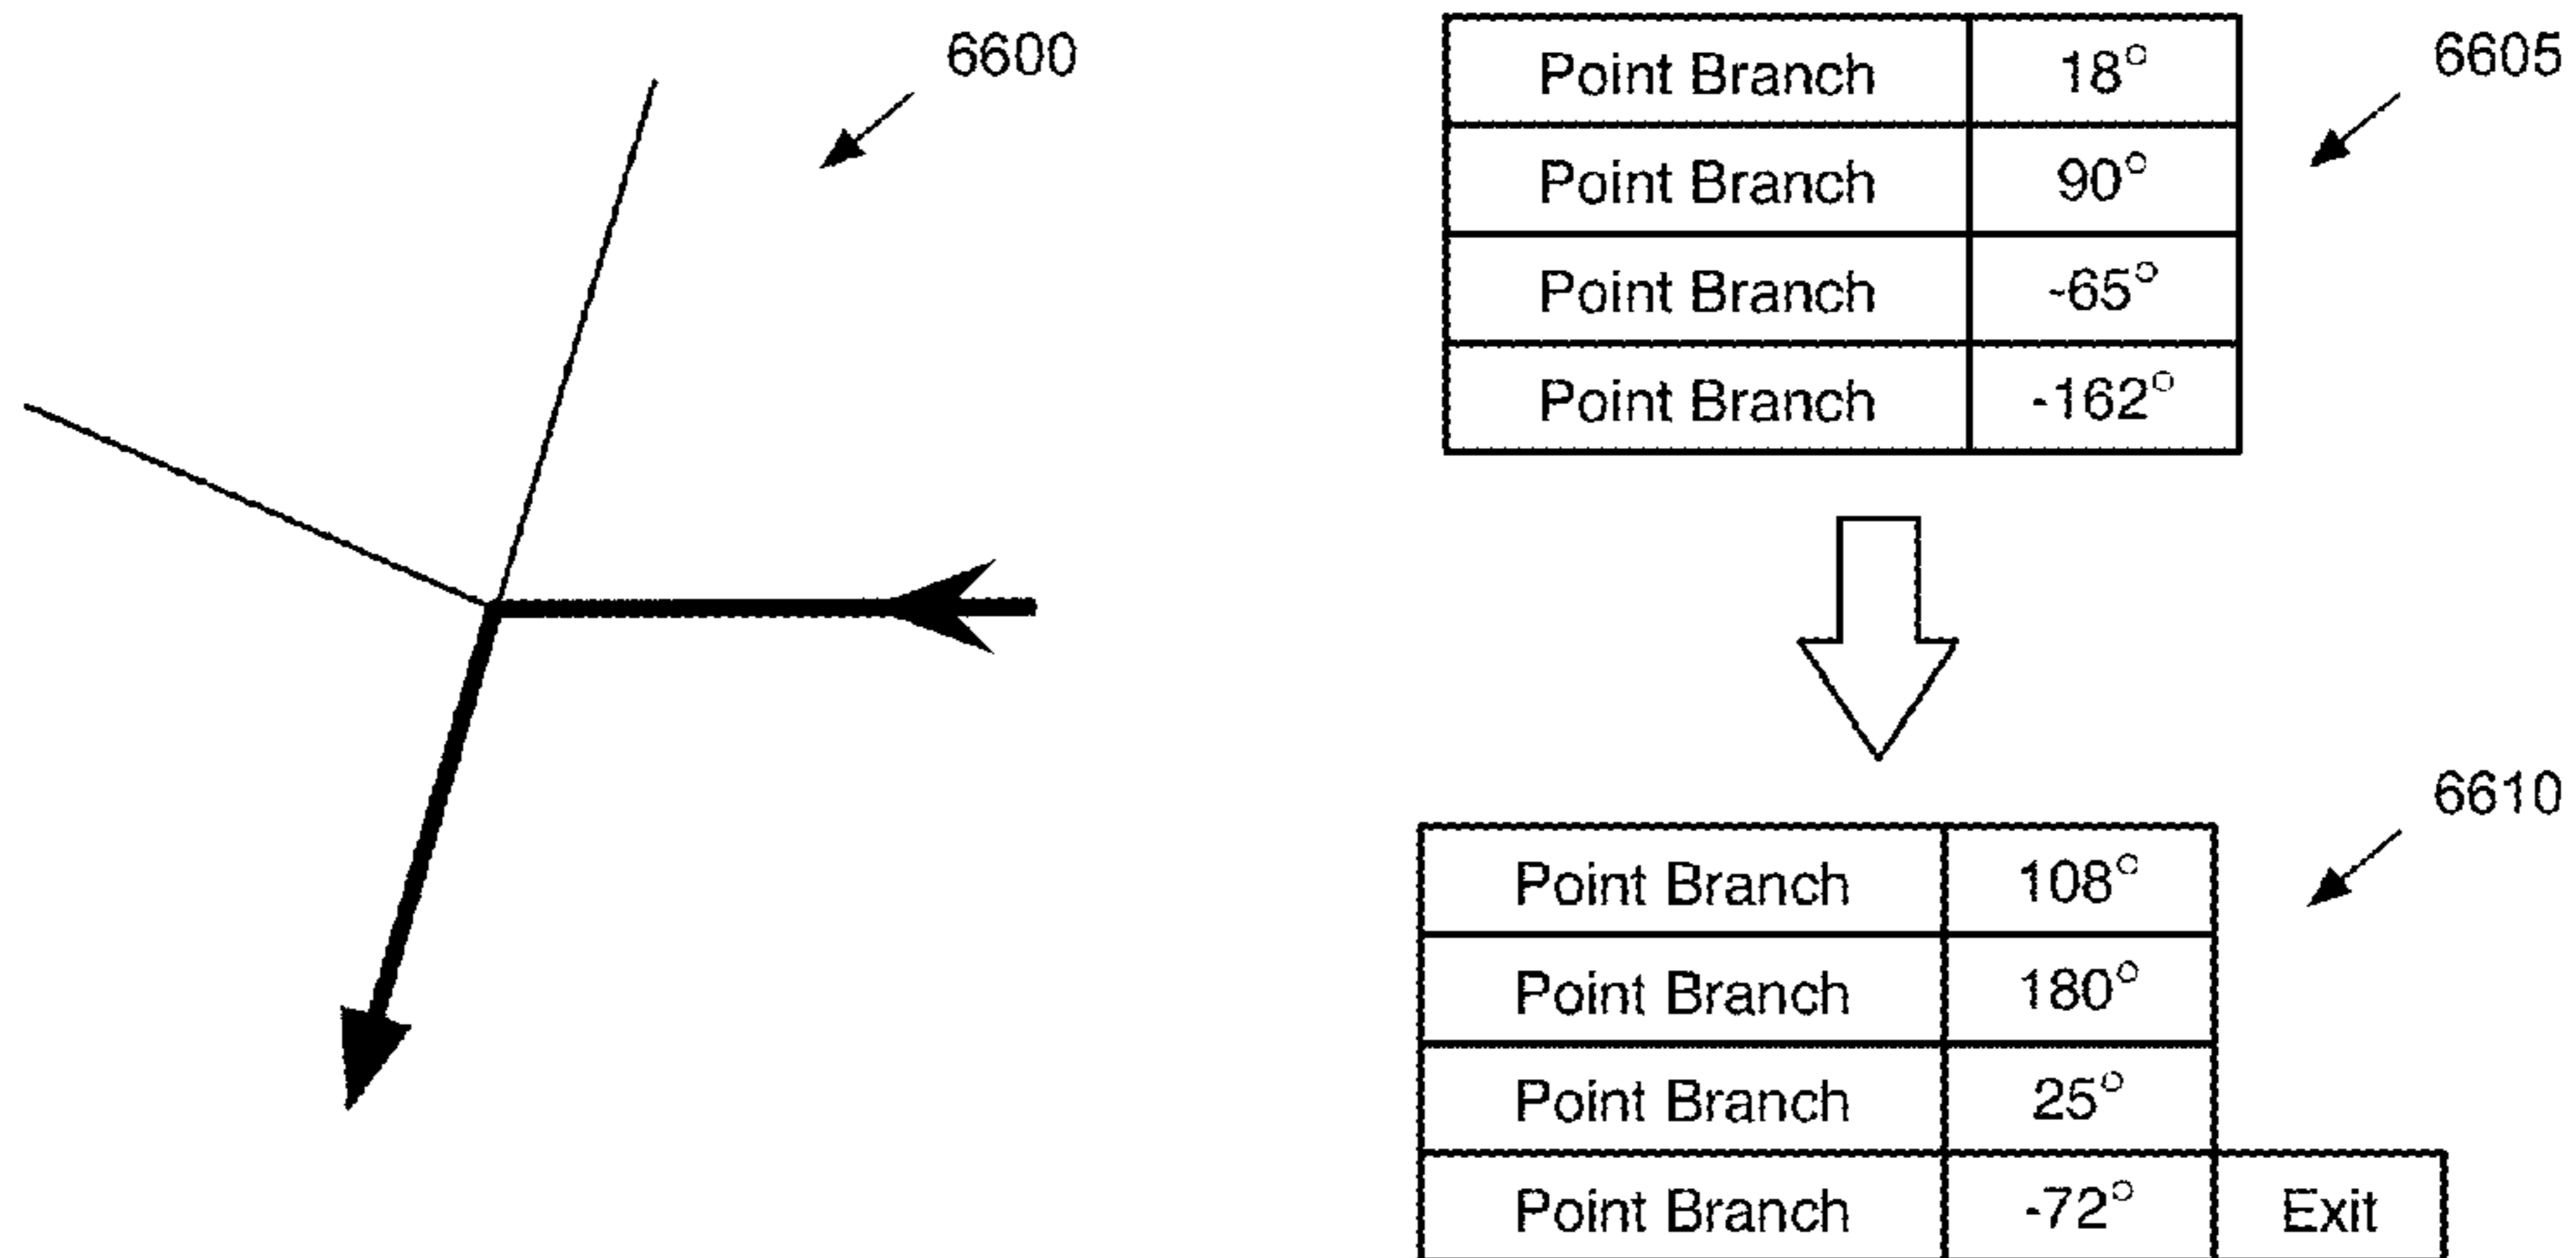 6600
6605
Point Branch 18°
Point Branch 90°
Point Branch -65°
Point Branch -162°
6610
Point Branch 108°
Point Branch 180°
Point Branch 25°
Point Branch -72° Exit